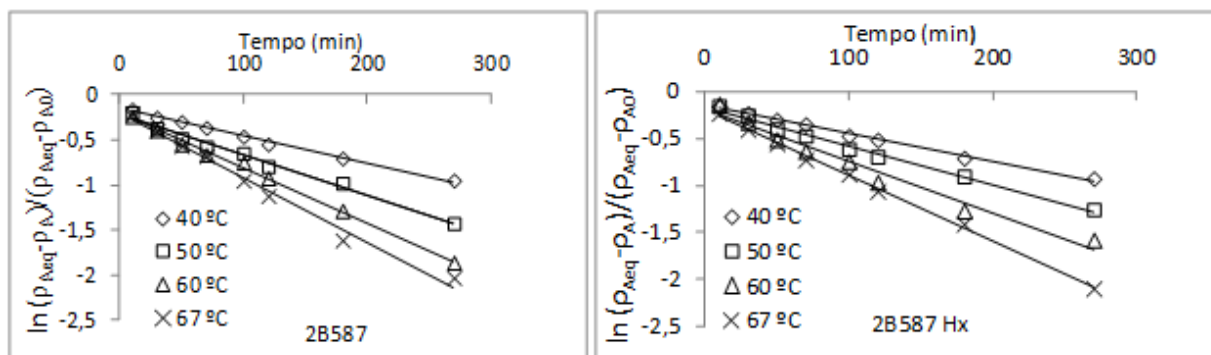 Tempo (min)
0 100 200 300
0
-0,5
-1
-1,5
-2
-2,5
ln (ρAeq-ρA)/(ρAeq-ρA0)
40 ºC
50 ºC
60 ºC
67 ºC
2B587
Tempo (min)
0 100 200 300
0
-0,5
-1
-1,5
-2
-2,5
ln (ρAeq-ρA)/(ρAeq-ρA0)
40 ºC
50 ºC
60 ºC
67 ºC
2B587 Hx